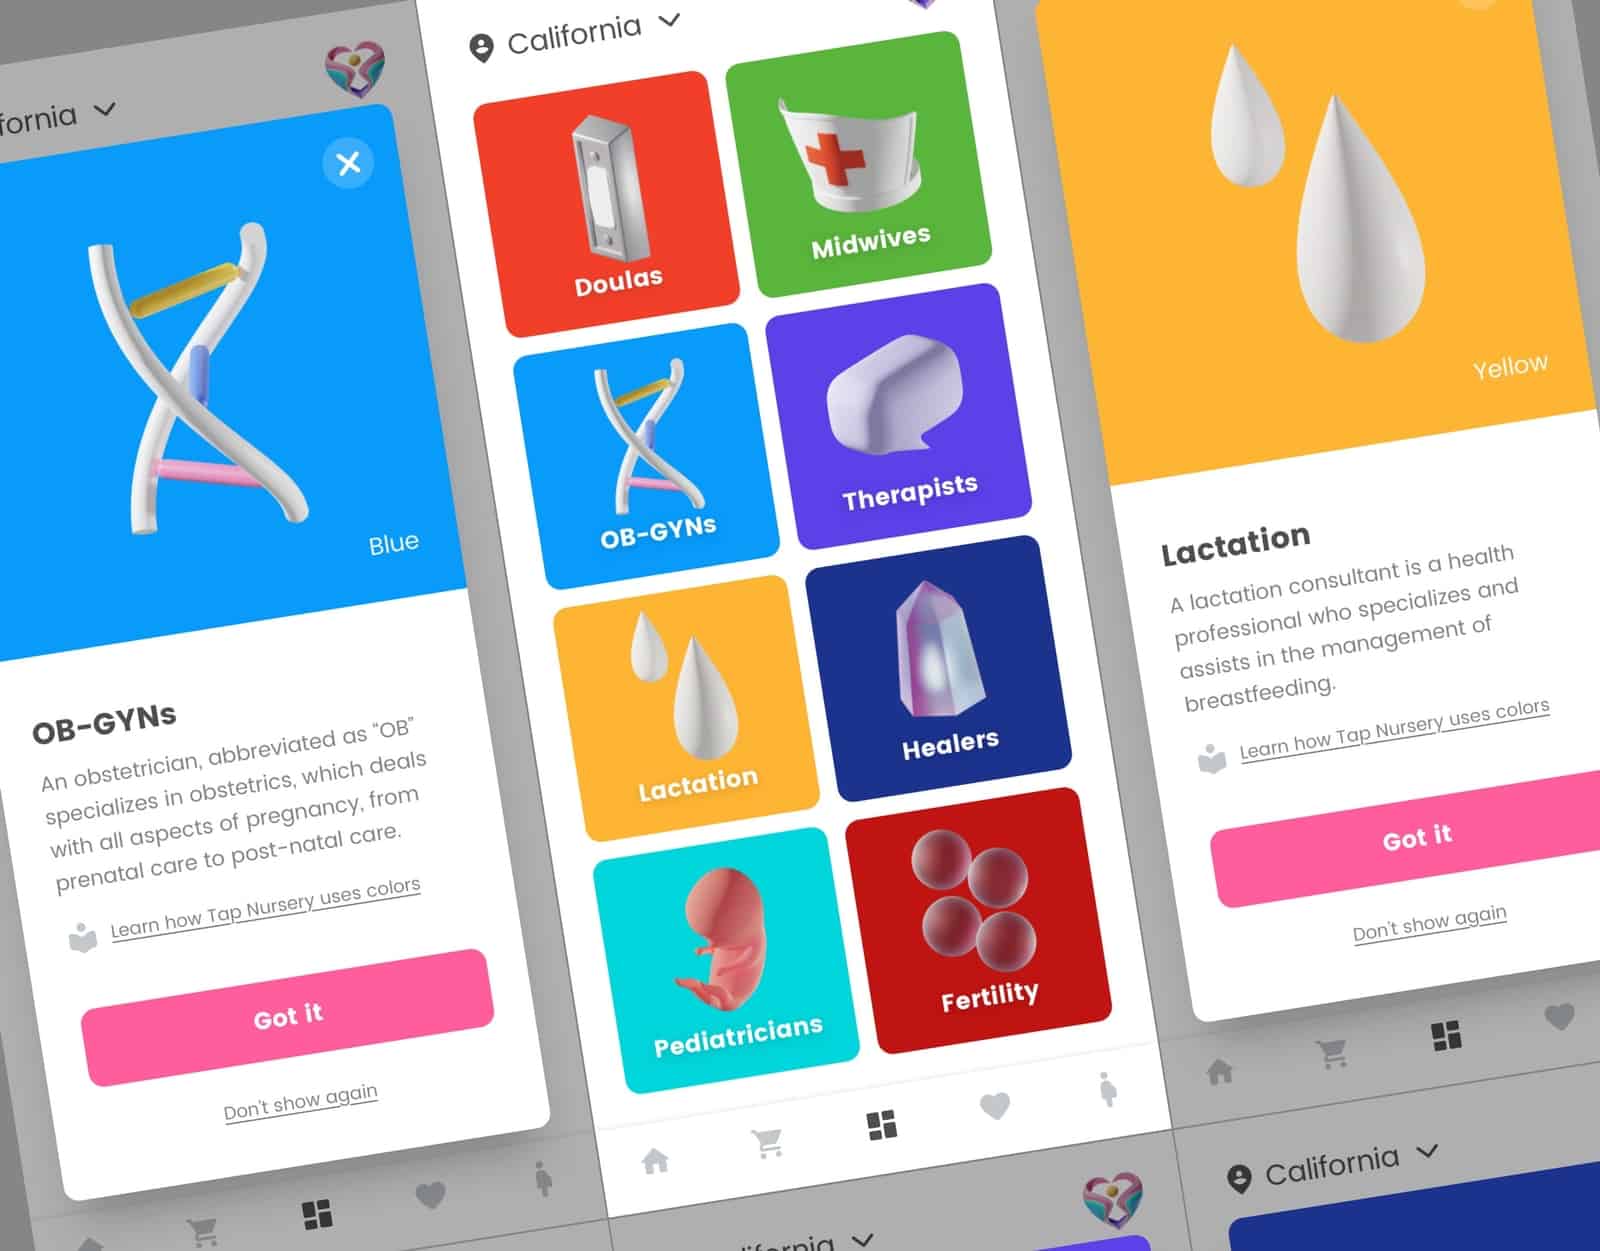 fornia
Blue
OB-GYNs
An obstetrician, abbreviated as “OB”
specializes in obstetrics, which deals
with all aspects of pregnancy, from
prenatal care to post-natal care.
Learn how Tap Nursery uses colors
Got it
Don't show again
California
Doulas
Midwives
OB-GYNs
Therapists
Lactation
Healers
Pediatricians
Fertility
ifornia
Yellow
Lactation
A lactation consultant is a health
professional who specializes and
assists in the management of
breastfeeding.
Learn how Tap Nursery uses colors
Got it
Don't show again
California